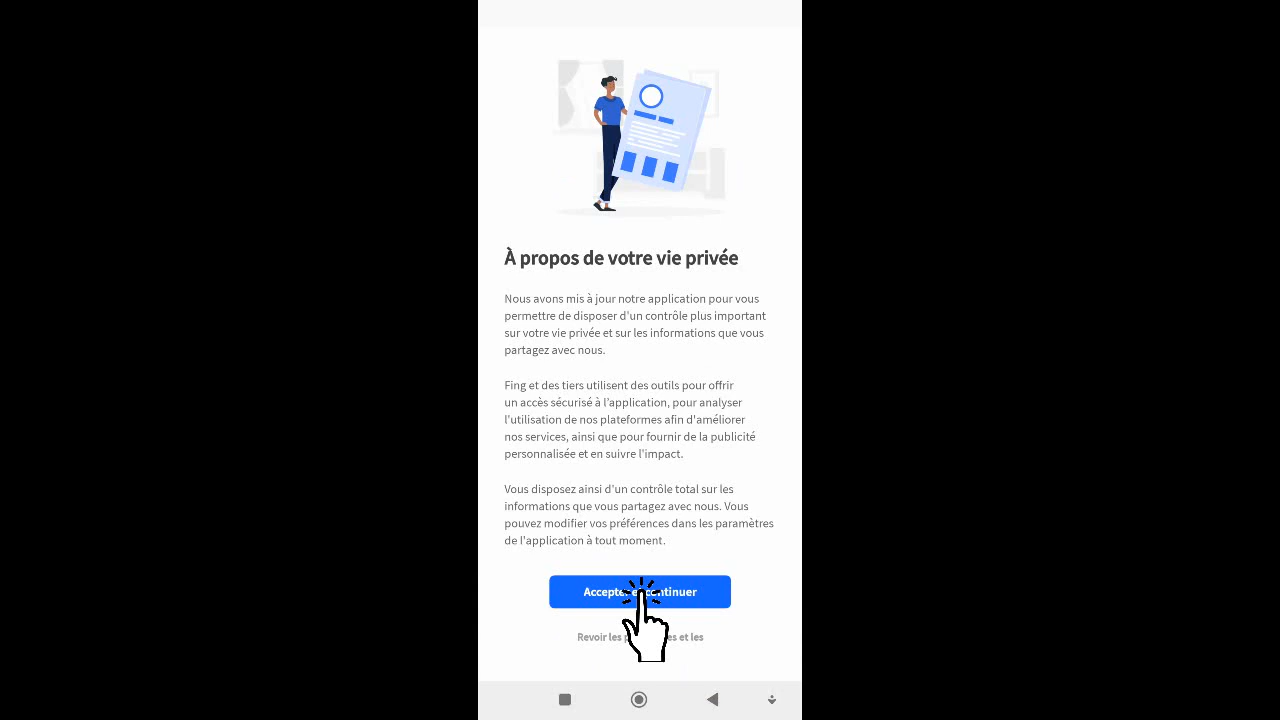 À propos de votre vie privée
Nous avons mis à jour notre application pour vous
permettre de disposer d'un contrôle plus important
sur votre vie privée et sur les informations que vous
partagez avec nous.
Fing et des tiers utilisent des outils pour offrir
un accès sécurisé à l’application, pour analyser
l'utilisation de nos plateformes afin d'améliorer
nos services, ainsi que pour fournir de la publicité
personnalisée et en suivre l'impact.
Vous disposez ainsi d'un contrôle total sur les
informations que vous partagez avec nous. Vous
pouvez modifier vos préférences dans les paramètres
de l'application à tout moment.
Accepter et continuer
Revoir les et les